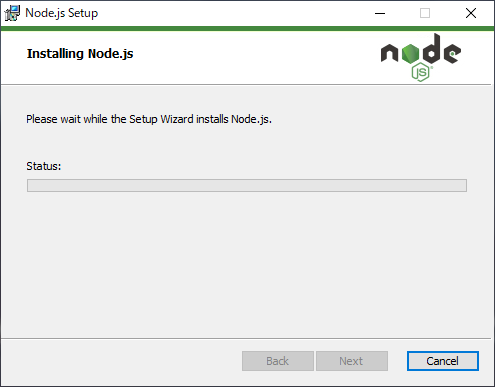 Node.js Setup
Installing Node.js
node
JS
Please wait while the Setup Wizard installs Node.js.
Status:
Back
Next
Cancel